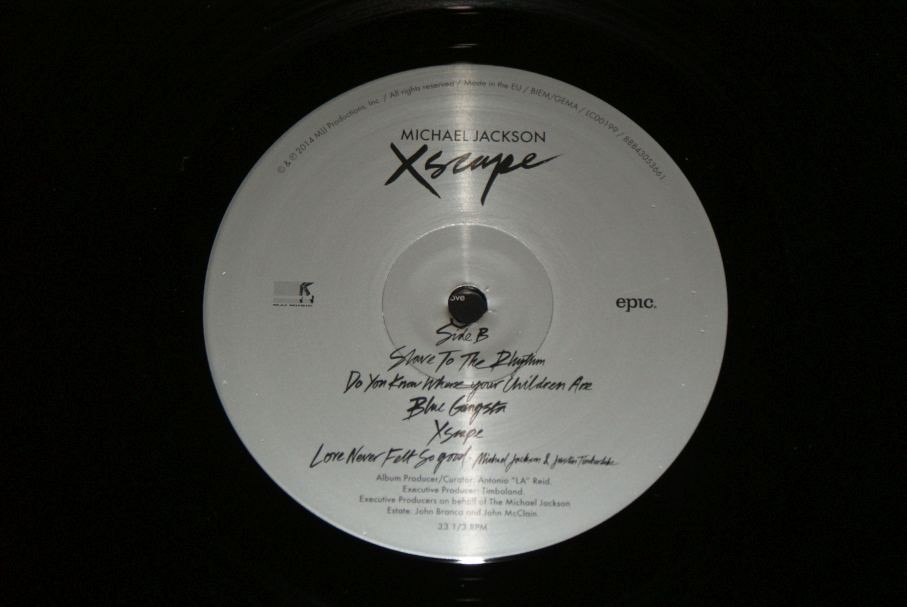 © & ℗ 2014 MJJ Productions, Inc. / All rights reserved / Made in the EU / BIEM/GEMA / LC00199 / 88843053661
MICHAEL JACKSON
Xscape
epic.
ove
Side B
Slave To The Rhythm
Do You Know Where your Children Are
Blue Gangsta
Xscape
Love Never Felt So good - Michael Jackson & Justin Timberlake
Album Producer/Curator: Antonio "LA" Reid.
Executive Producer: Timbaland.
Executive Producers on behalf of The Michael Jackson
Estate: John Branca and John McClain.
33 1/3 RPM